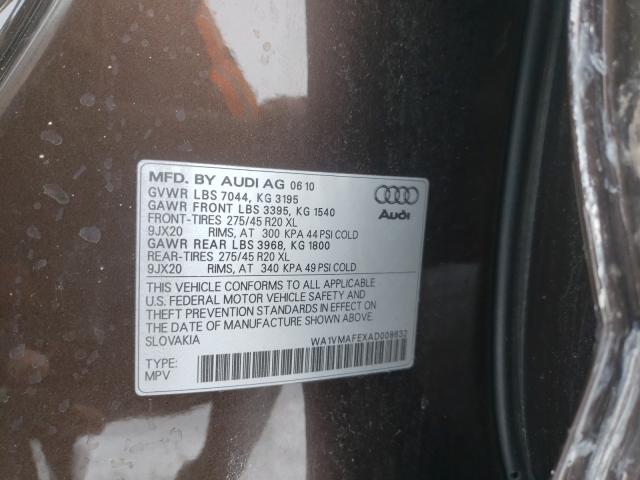 MFD. BY AUDI AG 06 10
GVWR LBS 7044, KG 3195
GAWR FRONT LBS 3395, KG 1540
FRONT-TIRES 275/45 R20 XL
9JX20 RIMS, AT 300 KPA 44 PSI COLD
GAWR REAR LBS 3968, KG 1800
REAR-TIRES 275/45 R20 XL
9JX20 RIMS, AT 340 KPA 49 PSI COLD
Audi
THIS VEHICLE CONFORMS TO ALL APPLICABLE
U.S. FEDERAL MOTOR VEHICLE SAFETY AND
THEFT PREVENTION STANDARDS IN EFFECT ON
THE DATE OF MANUFACTURE SHOWN ABOVE.
SLOVAKIA
WA1VMAFEXAD008632
TYPE:
MPV